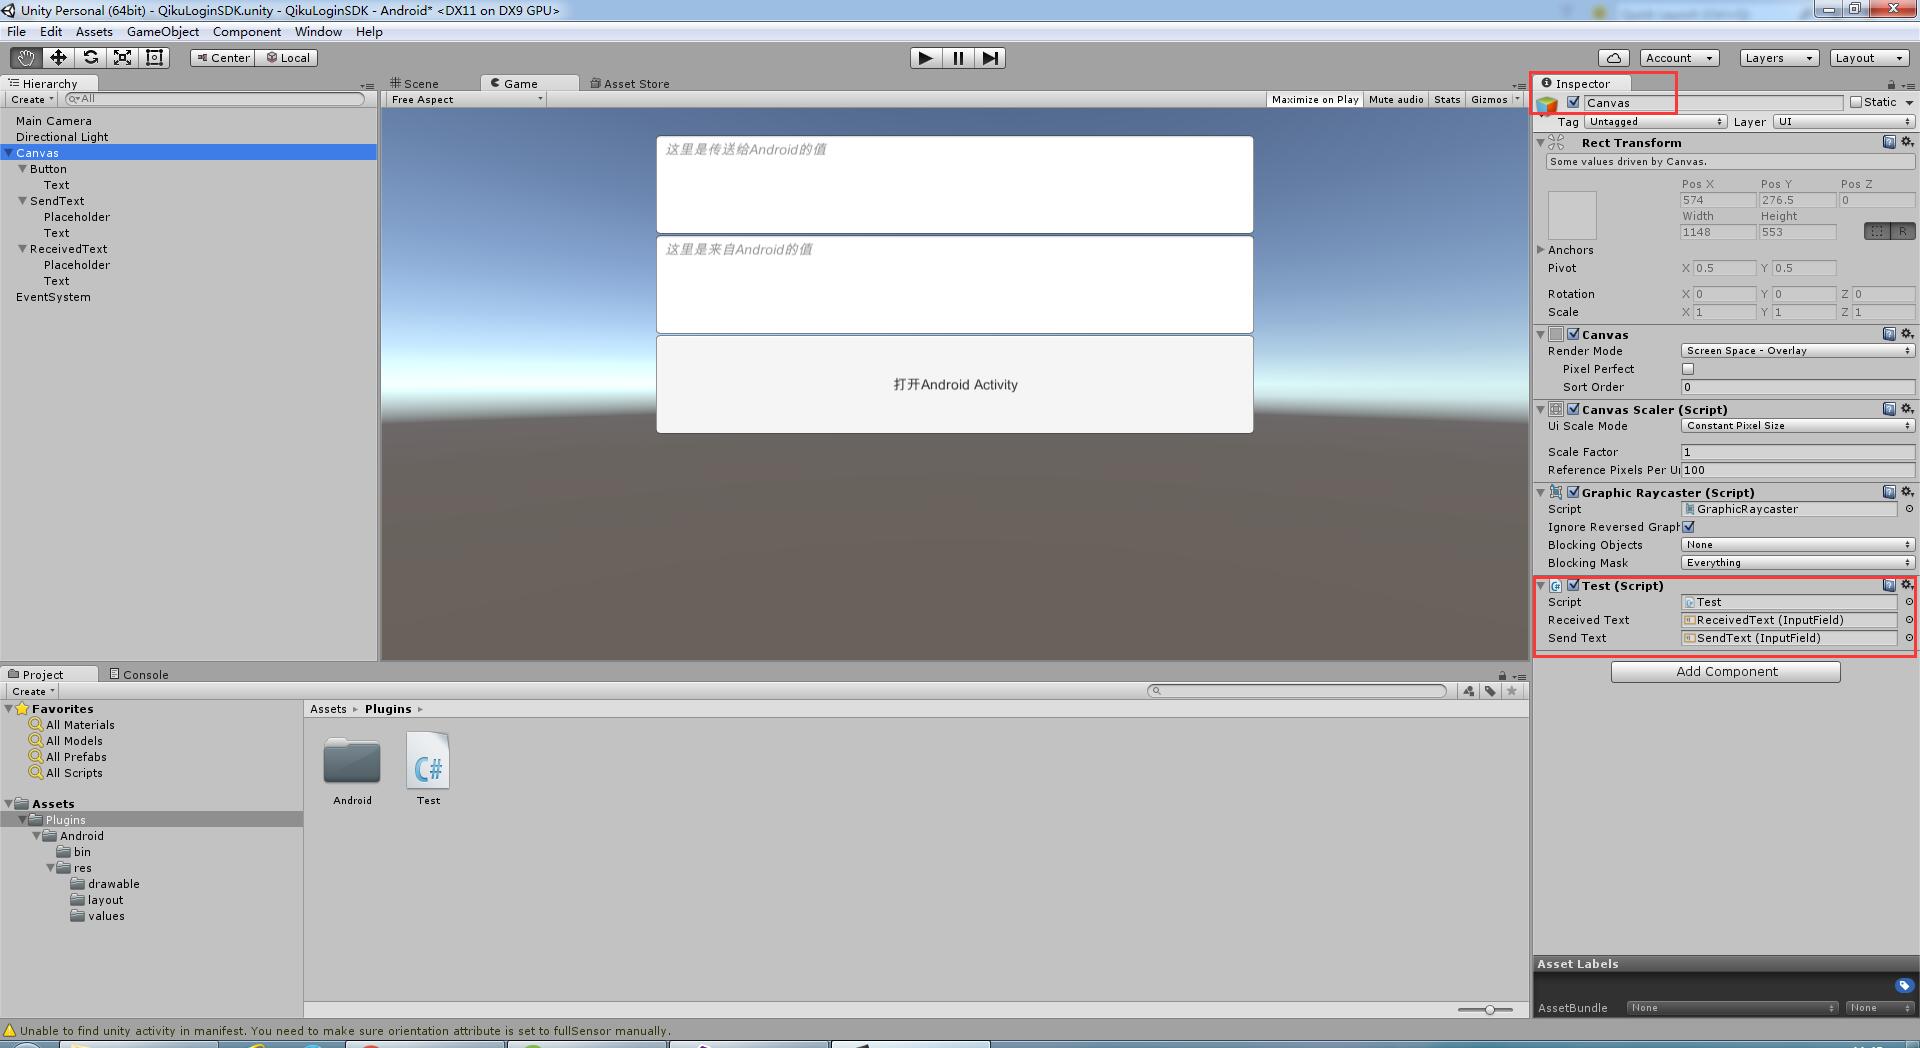 Unity Personal (64bit) - QikuLoginSDK.unity - QikuLoginSDK - Android* <DX11 on DX9 GPU>
File Edit Assets GameObject Component Window Help
Center Local
Account Layers Layout
Hierarchy
Create All
Main Camera
Directional Light
Canvas
Button
Text
SendText
Placeholder
Text
ReceivedText
Placeholder
Text
EventSystem
Scene Game Asset Store
Free Aspect Maximize on Play Mute audio Stats Gizmos
这里是传送给Android的值
这里是来自Android的值
打开Android Activity
Inspector
Canvas Static
Tag Untagged Layer UI
Rect Transform
Some values driven by Canvas.
Pos X Pos Y Pos Z
574 276.5 0
Width Height
1148 553
R
Anchors
Pivot X 0.5 Y 0.5
Rotation X 0 Y 0 Z 0
Scale X 1 Y 1 Z 1
Canvas
Render Mode Screen Space - Overlay
Pixel Perfect
Sort Order 0
Canvas Scaler (Script)
Ui Scale Mode Constant Pixel Size
Scale Factor 1
Reference Pixels Per Ui 100
Graphic Raycaster (Script)
Script GraphicRaycaster
Ignore Reversed Graph
Blocking Objects None
Blocking Mask Everything
C# Test (Script)
Script Test
Received Text ReceivedText (InputField)
Send Text SendText (InputField)
Add Component
Project Console
Create
Favorites
All Materials
All Models
All Prefabs
All Scripts
Assets
Plugins
Android
bin
res
drawable
layout
values
Assets Plugins
C#
Android Test
Asset Labels
AssetBundle None None
Unable to find unity activity in manifest. You need to make sure orientation attribute is set to fullSensor manually.